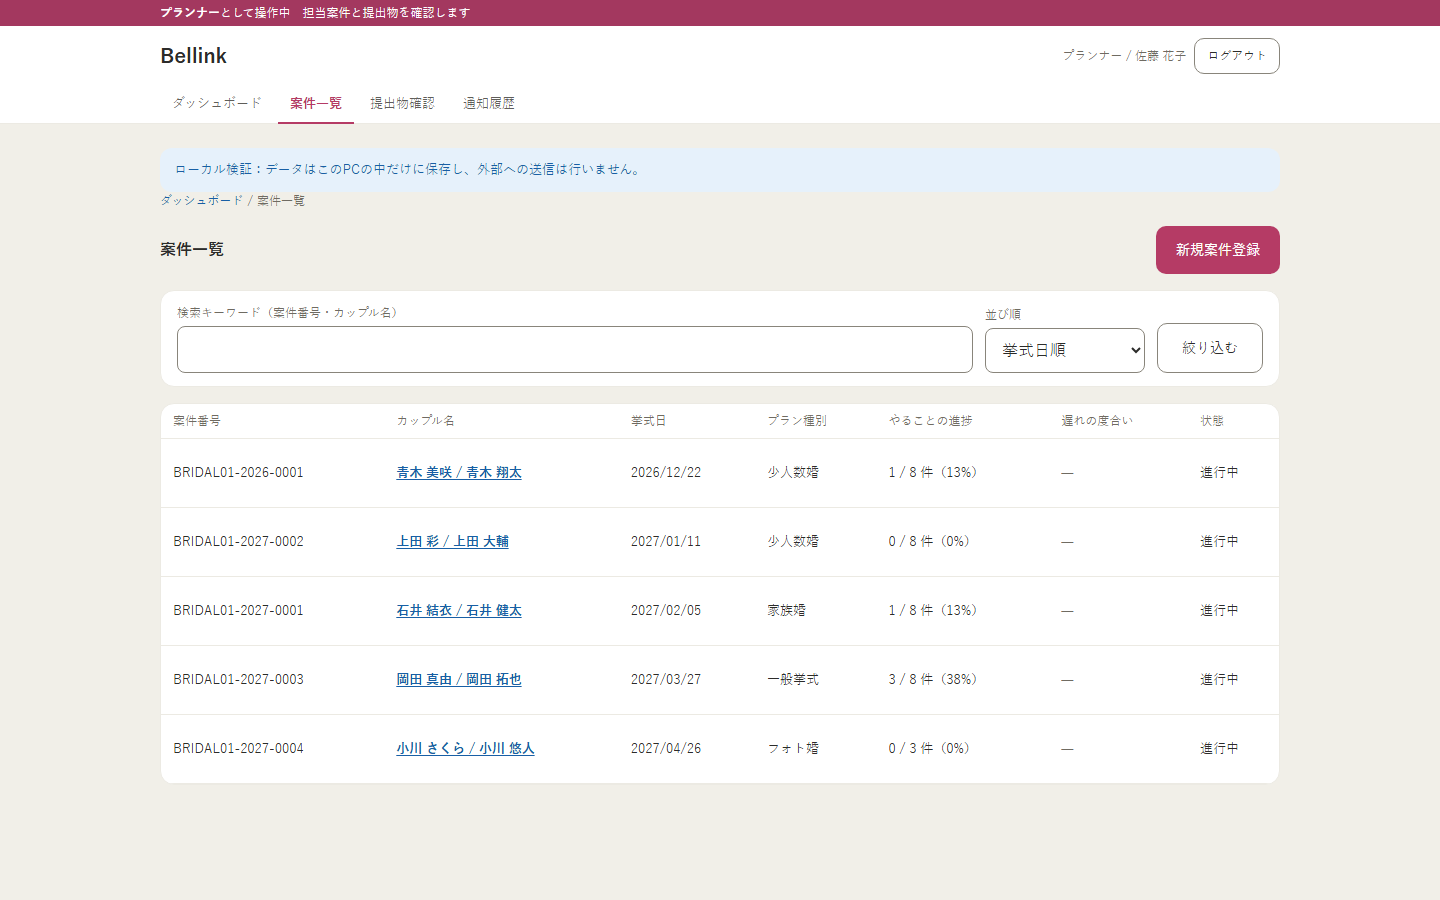 プランナーとして操作中 担当案件と提出物を確認します
Bellink
プランナー / 佐藤 花子
ログアウト
ダッシュボード 案件一覧 提出物確認 通知履歴
ローカル検証：データはこのPCの中だけに保存し、外部への送信は行いません。
ダッシュボード / 案件一覧
案件一覧
新規案件登録
検索キーワード（案件番号・カップル名）
並び順
挙式日順
絞り込む
案件番号 カップル名 挙式日 プラン種別 やることの進捗 遅れの度合い 状態
BRIDAL01-2026-0001 青木 美咲 / 青木 翔太 2026/12/22 少人数婚 1 / 8 件（13%） — 進行中
BRIDAL01-2027-0002 上田 彩 / 上田 大輔 2027/01/11 少人数婚 0 / 8 件（0%） — 進行中
BRIDAL01-2027-0001 石井 結衣 / 石井 健太 2027/02/05 家族婚 1 / 8 件（13%） — 進行中
BRIDAL01-2027-0003 岡田 真由 / 岡田 拓也 2027/03/27 一般挙式 3 / 8 件（38%） — 進行中
BRIDAL01-2027-0004 小川 さくら / 小川 悠人 2027/04/26 フォト婚 0 / 3 件（0%） — 進行中